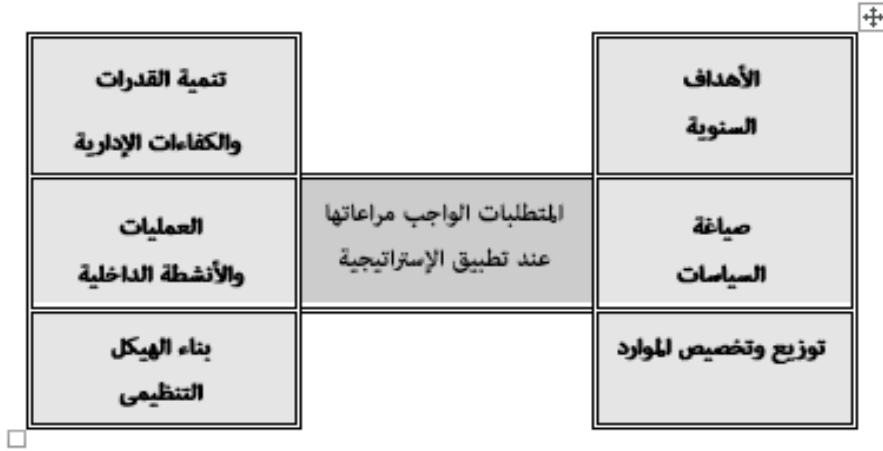 الأهداف
السنوية
صياغة
السياسات
توزيع وتخصيص الموارد
المتطلبات الواجب مراعاتها
عند تطبيق الإستراتيجية
تنمية القدرات
والكفاءات الإدارية
العمليات
والأنشطة الداخلية
بناء الهيكل
التنظيمى